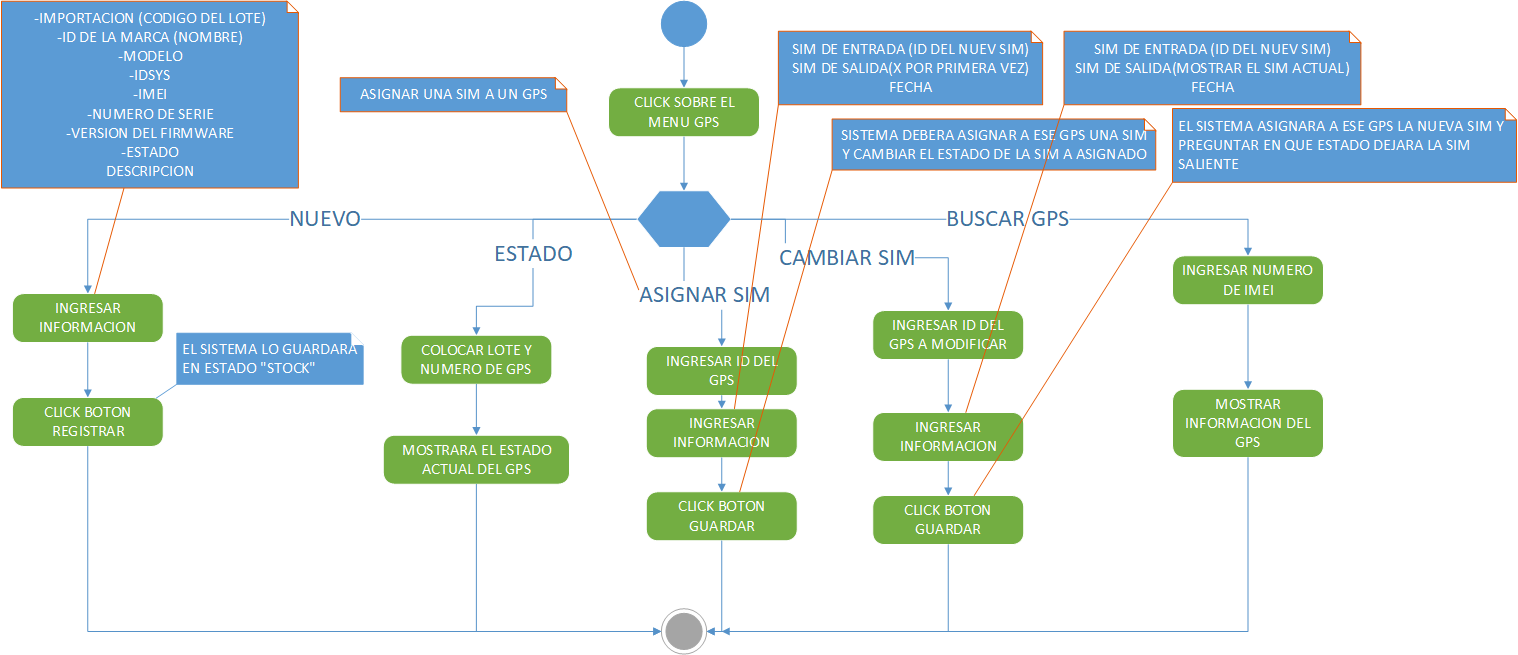 -IMPORTACION (CODIGO DEL LOTE)
-ID DE LA MARCA (NOMBRE)
-MODELO
-IDSYS
-IMEI
-NUMERO DE SERIE
-VERSION DEL FIRMWARE
-ESTADO
DESCRIPCION
ASIGNAR UNA SIM A UN GPS
CLICK SOBRE EL
MENU GPS
SIM DE ENTRADA (ID DEL NUEV SIM)
SIM DE SALIDA(X POR PRIMERA VEZ)
FECHA
SIM DE ENTRADA (ID DEL NUEV SIM)
SIM DE SALIDA(MOSTRAR EL SIM ACTUAL)
FECHA
SISTEMA DEBERA ASIGNAR A ESE GPS UNA SIM
Y CAMBIAR EL ESTADO DE LA SIM A ASIGNADO
EL SISTEMA ASIGNARA A ESE GPS LA NUEVA SIM Y
PREGUNTAR EN QUE ESTADO DEJARA LA SIM
SALIENTE
NUEVO
ESTADO
ASIGNAR SIM
CAMBIAR SIM
BUSCAR GPS
INGRESAR
INFORMACION
EL SISTEMA LO GUARDARA
EN ESTADO "STOCK"
CLICK BOTON
REGISTRAR
COLOCAR LOTE Y
NUMERO DE GPS
MOSTRARA EL ESTADO
ACTUAL DEL GPS
INGRESAR ID DEL
GPS
INGRESAR
INFORMACION
CLICK BOTON
GUARDAR
INGRESAR ID DEL
GPS A MODIFICAR
INGRESAR
INFORMACION
CLICK BOTON
GUARDAR
INGRESAR NUMERO
DE IMEI
MOSTRAR
INFORMACION DEL
GPS